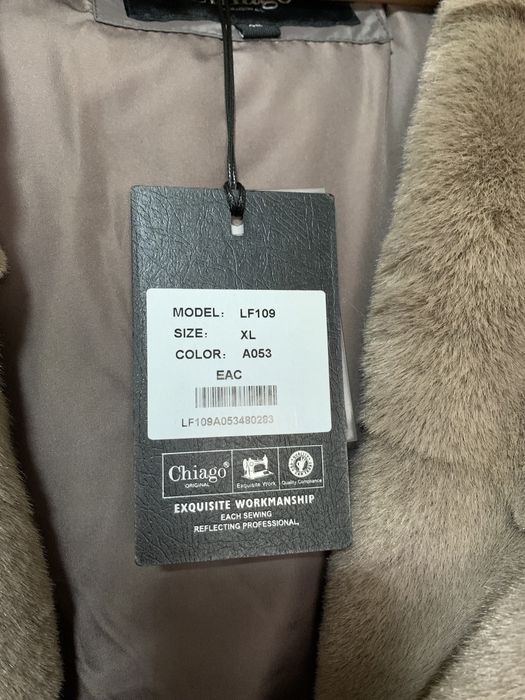 Chiago
MODEL: LF109
SIZE: XL
COLOR: A053
EAC
LF109A053480283
Chiago®
ORIGINAL
Exquisite Work
Quality Compliance
EXQUISITE WORKMANSHIP
EACH SEWING
REFLECTING PROFESSIONAL,